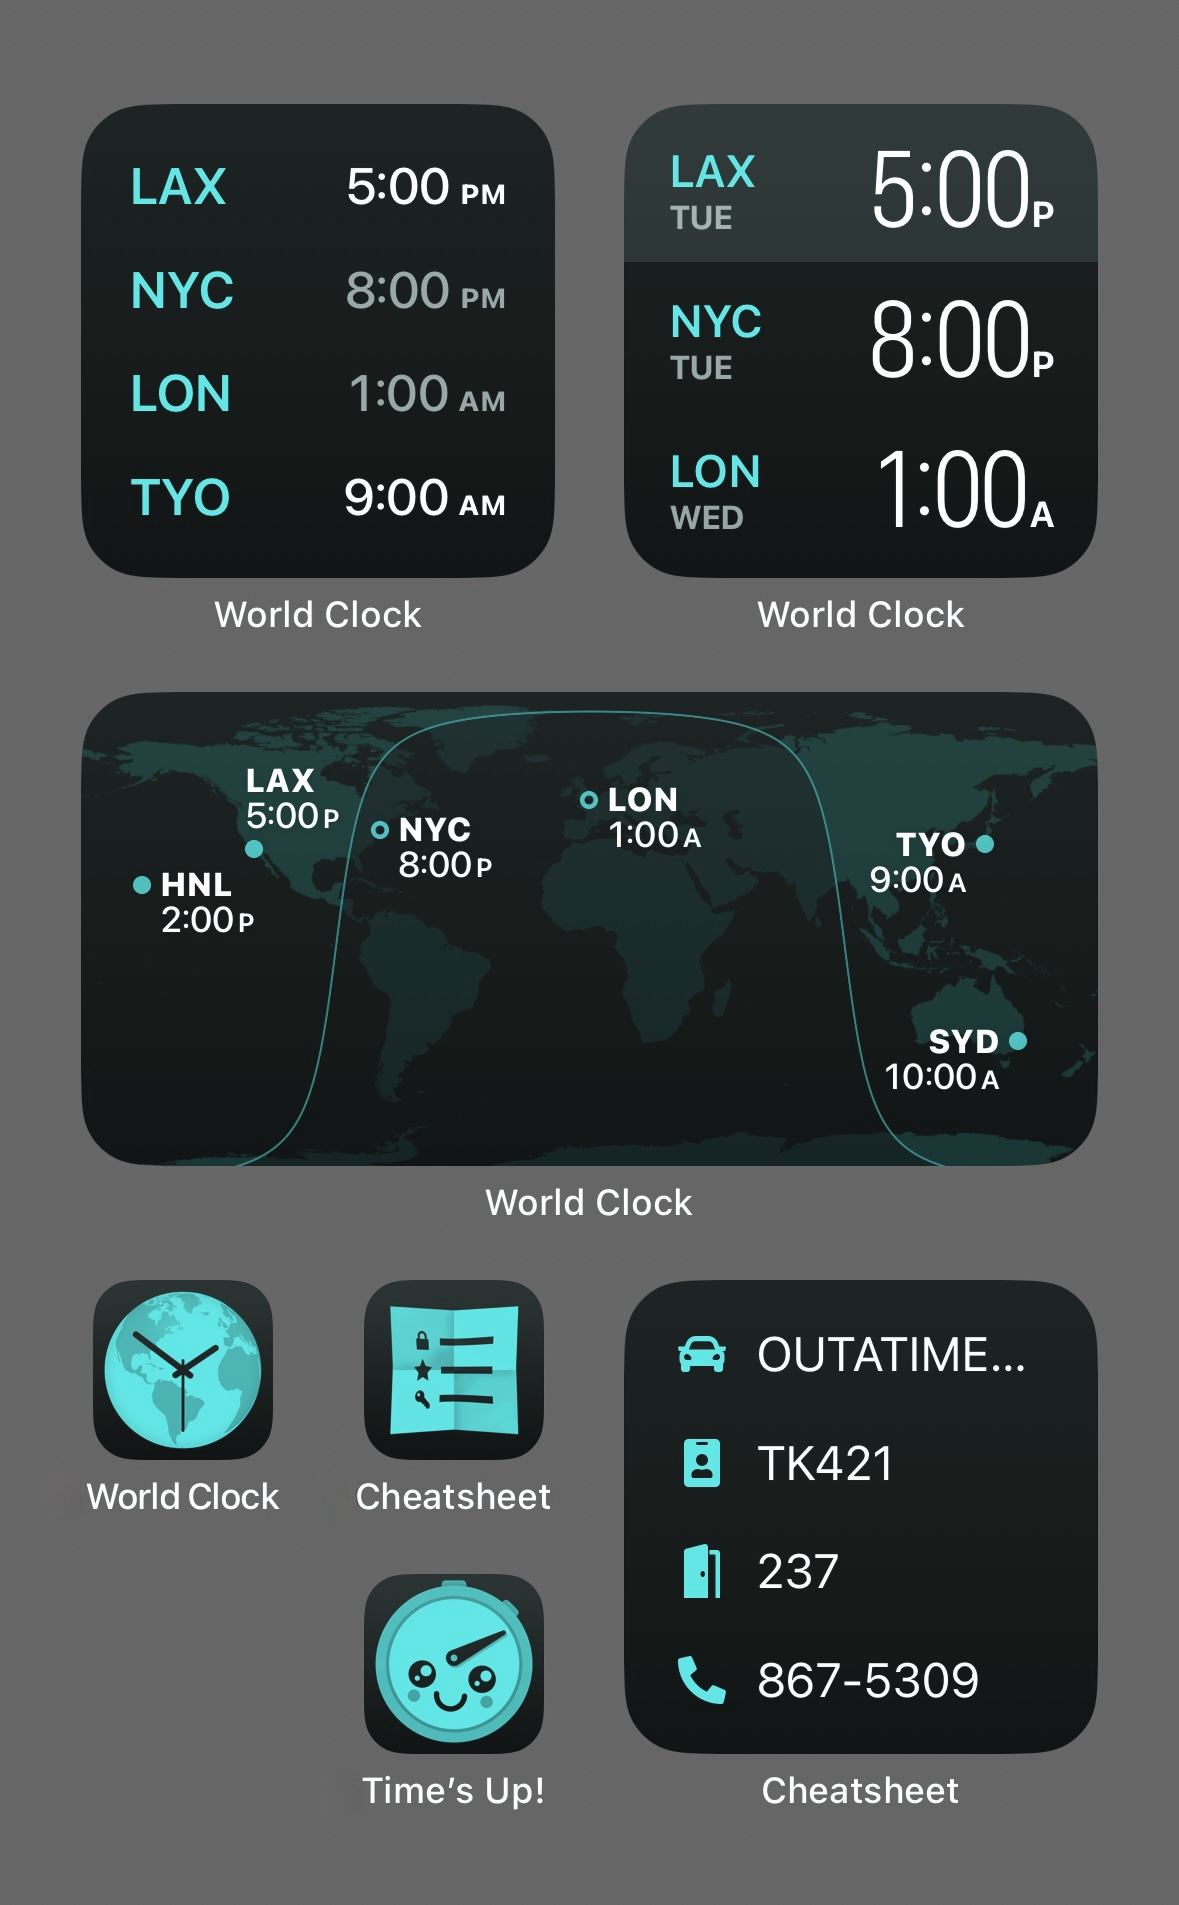 LAX 5:00 PM
NYC 8:00 PM
LON 1:00 AM
TYO 9:00 AM
World Clock
LAX 5:00P
TUE
NYC 8:00P
TUE
LON 1:00A
WED
World Clock
LAX
5:00P
HNL
2:00P
NYC
8:00P
LON
1:00A
TYO
9:00A
SYD
10:00A
World Clock
World Clock
Cheatsheet
Time’s Up!
OUTATIME...
TK421
237
867-5309
Cheatsheet